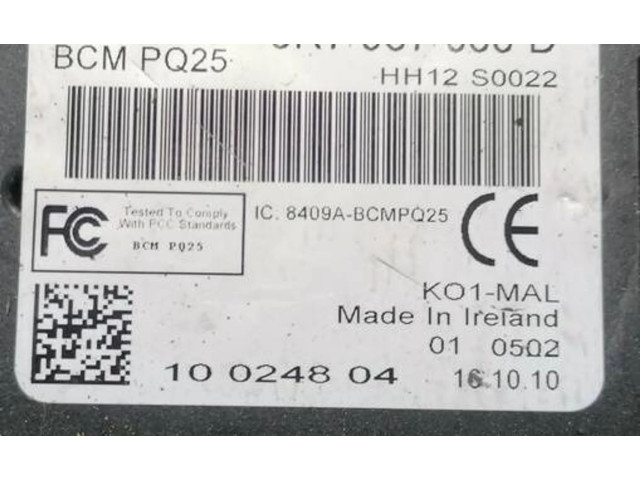 BCM PQ25
HH12 S0022
FC Tested To Comply
With FCC Standards
BCM PQ25
IC: 8409A-BCMPQ25
CE
KO1-MAL
Made In Ireland
01 0502
10 0248 04
16.10.10